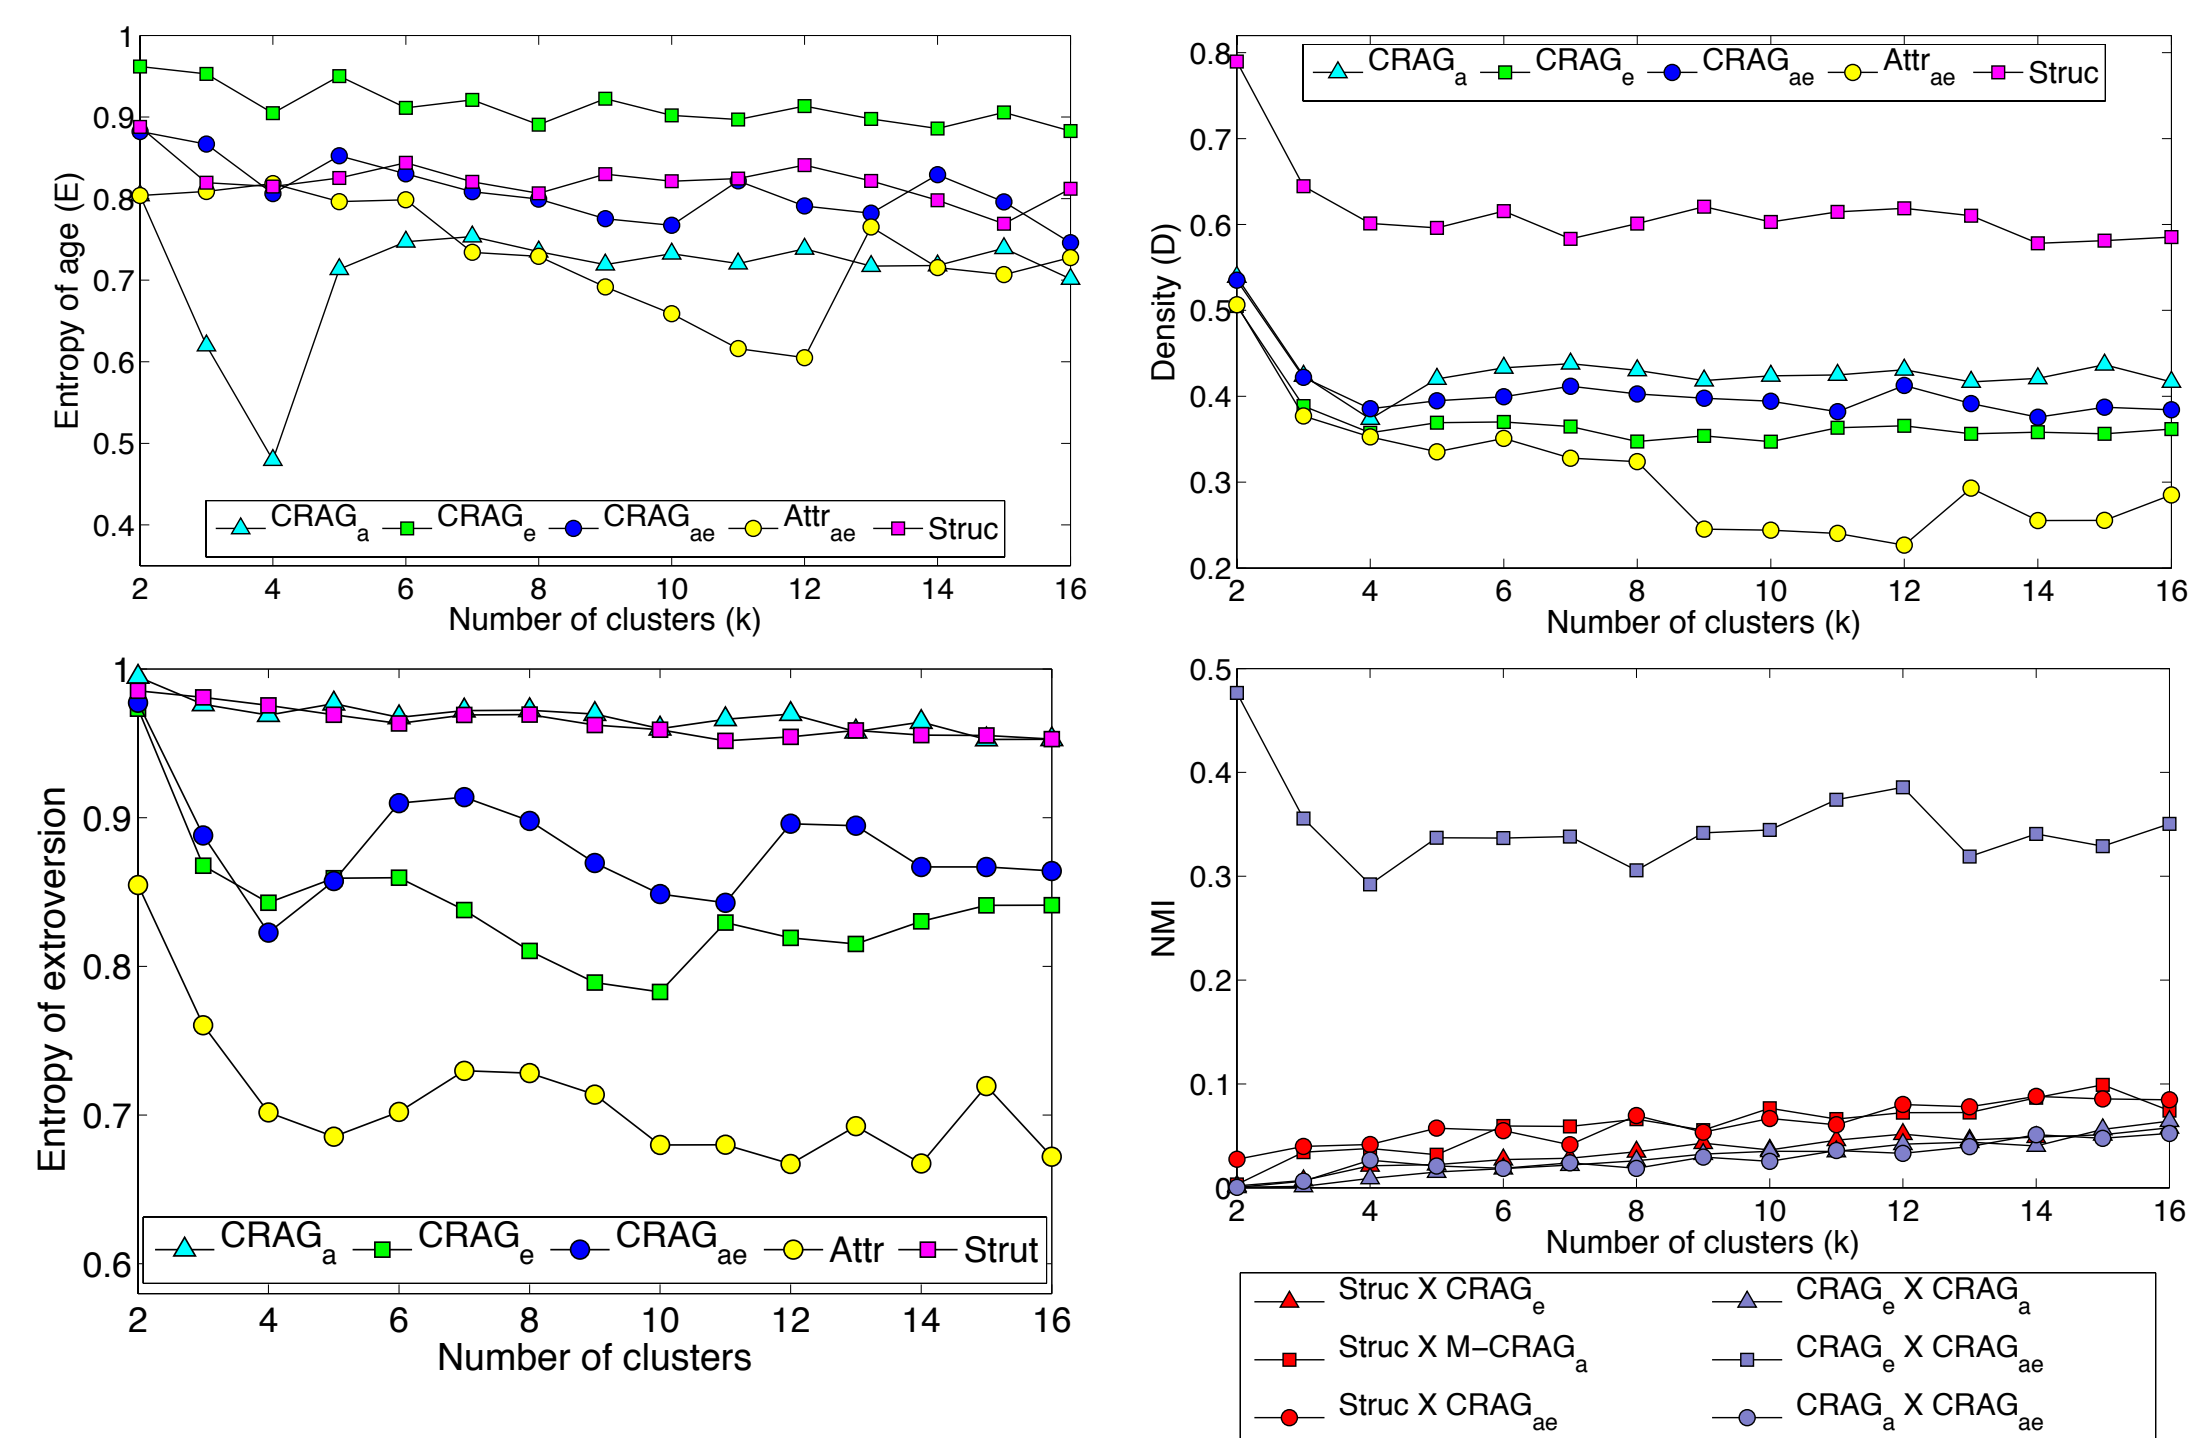 1
0.9
0.8
0.7
0.6
0.5
0.4
Entropy of age (E)
CRAGa CRAGe CRAGae Attrae Struc
2 4 6 8 10 12 14 16
Number of clusters (k)
0.8
0.7
0.6
0.5
0.4
0.3
0.2
Density (D)
CRAGa CRAGe CRAGae Attrae Struc
2 4 6 8 10 12 14 16
Number of clusters (k)
1
0.9
0.8
0.7
0.6
Entropy of extroversion
CRAGa CRAGe CRAGae Attr Strut
2 4 6 8 10 12 14 16
Number of clusters
0.5
0.4
0.3
0.2
0.1
0
NMI
2 4 6 8 10 12 14 16
Number of clusters (k)
Struc X CRAGe CRAGe X CRAGa
Struc X M−CRAGa CRAGe X CRAGae
Struc X CRAGae CRAGa X CRAGae